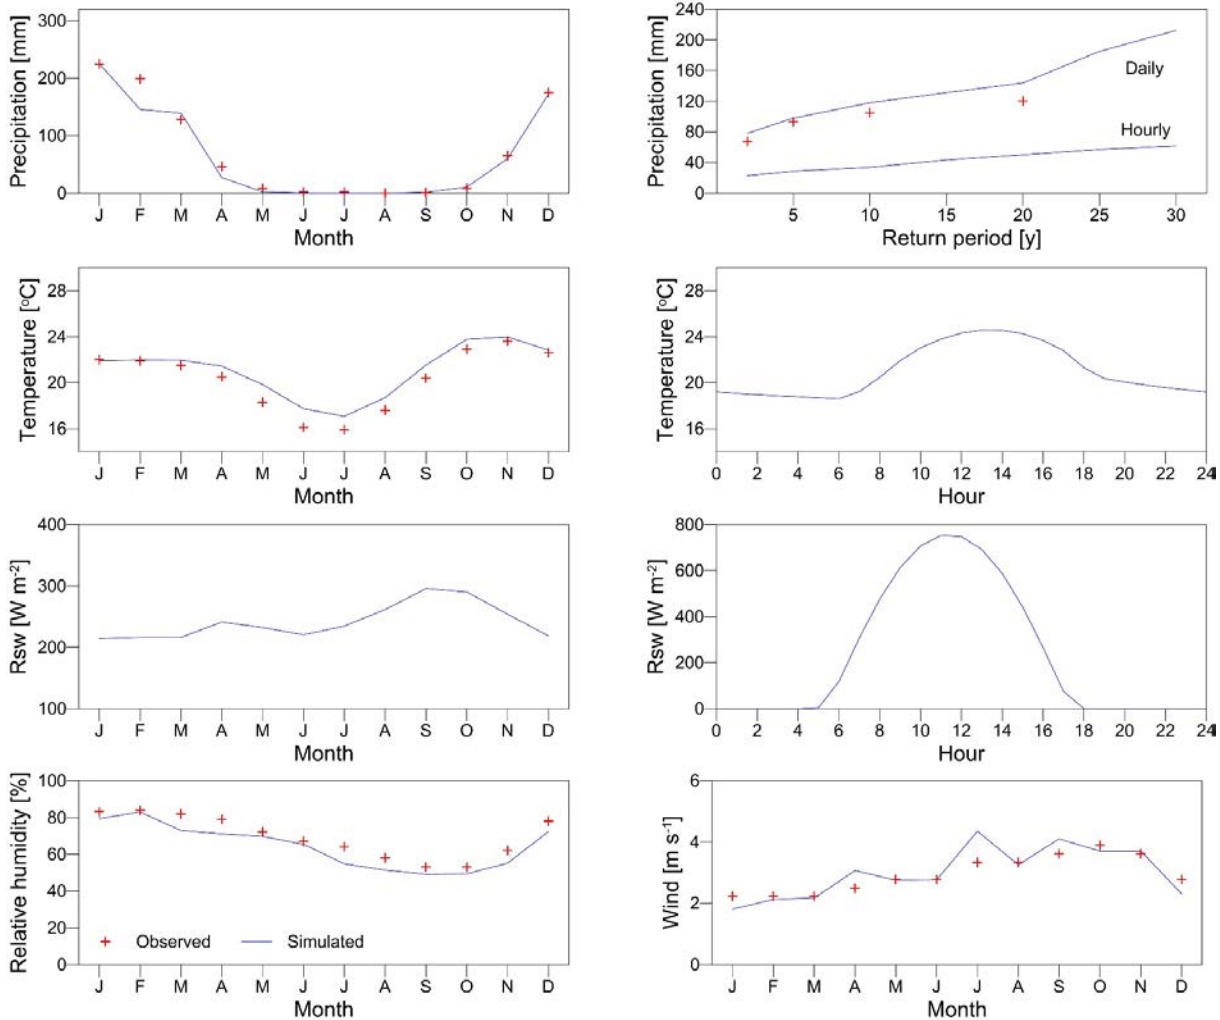 Precipitation [mm]
300
200
100
0
J F M A M J J A S O N D
Month
Precipitation [mm]
240
200
160
120
80
40
0
Daily
Hourly
5 10 15 20 25 30
Return period [y]
Temperature [°C]
28
24
20
16
J F M A M J J A S O N D
Month
Temperature [°C]
28
24
20
16
0 2 4 6 8 10 12 14 16 18 20 22 24
Hour
Rsw [W m⁻²]
400
300
200
100
J F M A M J J A S O N D
Month
Rsw [W m⁻²]
800
600
400
200
0
0 2 4 6 8 10 12 14 16 18 20 22 24
Hour
Relative humidity [%]
100
80
60
40
20
0
Observed Simulated
J F M A M J J A S O N D
Month
Wind [m s⁻¹]
6
4
2
0
J F M A M J J A S O N D
Month